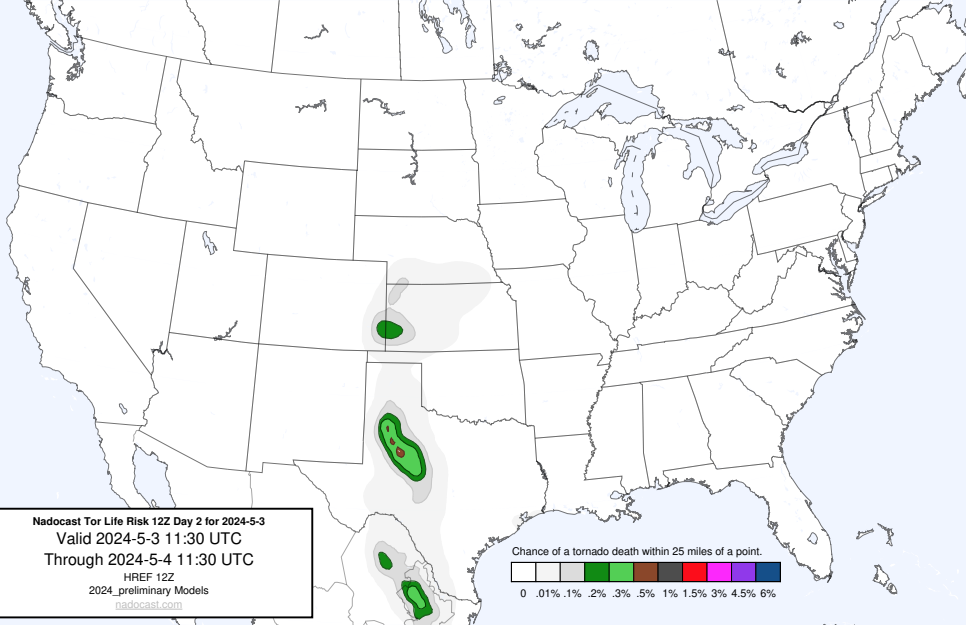 Nadocast Tor Life Risk 12Z Day 2 for 2024-5-3
Valid 2024-5-3 11:30 UTC
Through 2024-5-4 11:30 UTC
HREF 12Z
2024_preliminary Models
nadocast.com
Chance of a tornado death within 25 miles of a point.
0 .01% .1% .2% .3% .5% 1% 1.5% 3% 4.5% 6%